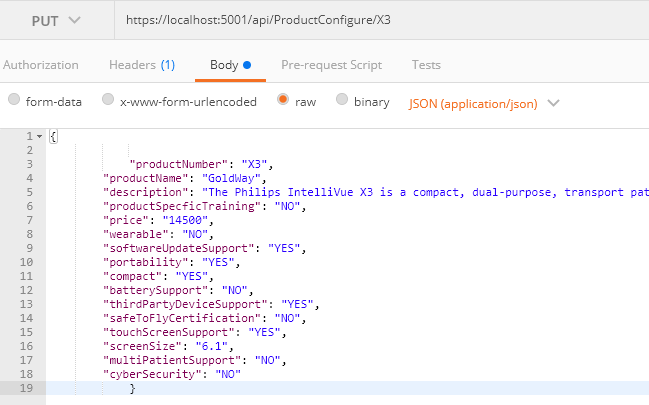 PUT https://localhost:5001/api/ProductConfigure/X3
Authorization Headers (1) Body Pre-request Script Tests
form-data x-www-form-urlencoded raw binary JSON (application/json)
1 {
2
3 "productNumber": "X3",
4 "productName": "GoldWay",
5 "description": "The Philips IntelliVue X3 is a compact, dual-purpose, transport pat
6 "productSpecficTraining": "NO",
7 "price": "14500",
8 "wearable": "NO",
9 "softwareUpdateSupport": "YES",
10 "portability": "YES",
11 "compact": "YES",
12 "batterySupport": "NO",
13 "thirdPartyDeviceSupport": "YES",
14 "safeToFlyCertification": "NO",
15 "touchScreenSupport": "YES",
16 "screenSize": "6.1",
17 "multiPatientSupport": "NO",
18 "cyberSecurity": "NO"
19 }